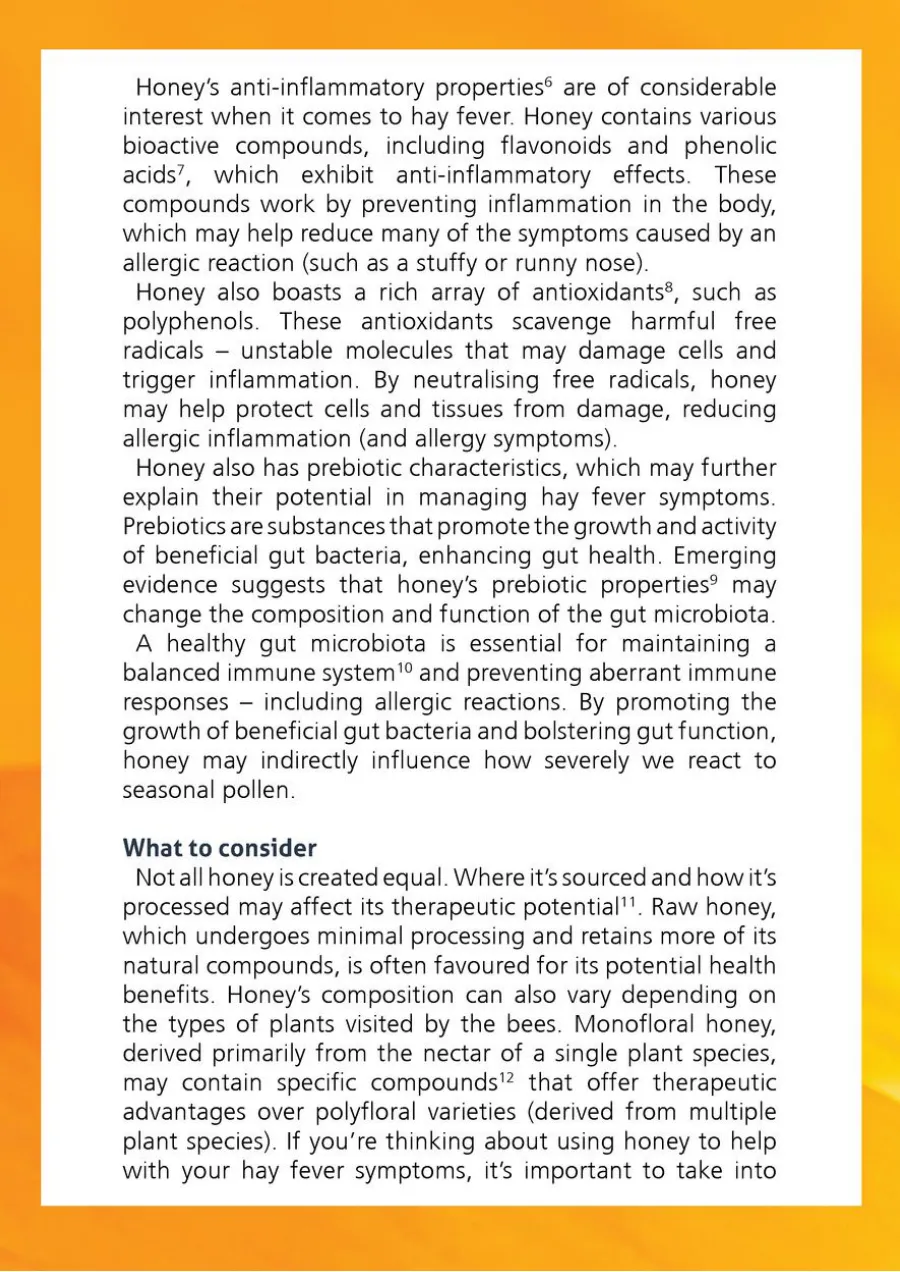 Honey’s anti-inflammatory properties⁶ are of considerable
interest when it comes to hay fever. Honey contains various
bioactive compounds, including flavonoids and phenolic
acids⁷, which exhibit anti-inflammatory effects. These
compounds work by preventing inflammation in the body,
which may help reduce many of the symptoms caused by an
allergic reaction (such as a stuffy or runny nose).
Honey also boasts a rich array of antioxidants⁸, such as
polyphenols. These antioxidants scavenge harmful free
radicals – unstable molecules that may damage cells and
trigger inflammation. By neutralising free radicals, honey
may help protect cells and tissues from damage, reducing
allergic inflammation (and allergy symptoms).
Honey also has prebiotic characteristics, which may further
explain their potential in managing hay fever symptoms.
Prebiotics are substances that promote the growth and activity
of beneficial gut bacteria, enhancing gut health. Emerging
evidence suggests that honey’s prebiotic properties⁹ may
change the composition and function of the gut microbiota.
A healthy gut microbiota is essential for maintaining a
balanced immune system¹⁰ and preventing aberrant immune
responses – including allergic reactions. By promoting the
growth of beneficial gut bacteria and bolstering gut function,
honey may indirectly influence how severely we react to
seasonal pollen.
What to consider
Not all honey is created equal. Where it’s sourced and how it’s
processed may affect its therapeutic potential¹¹. Raw honey,
which undergoes minimal processing and retains more of its
natural compounds, is often favoured for its potential health
benefits. Honey’s composition can also vary depending on
the types of plants visited by the bees. Monofloral honey,
derived primarily from the nectar of a single plant species,
may contain specific compounds¹² that offer therapeutic
advantages over polyfloral varieties (derived from multiple
plant species). If you’re thinking about using honey to help
with your hay fever symptoms, it’s important to take into